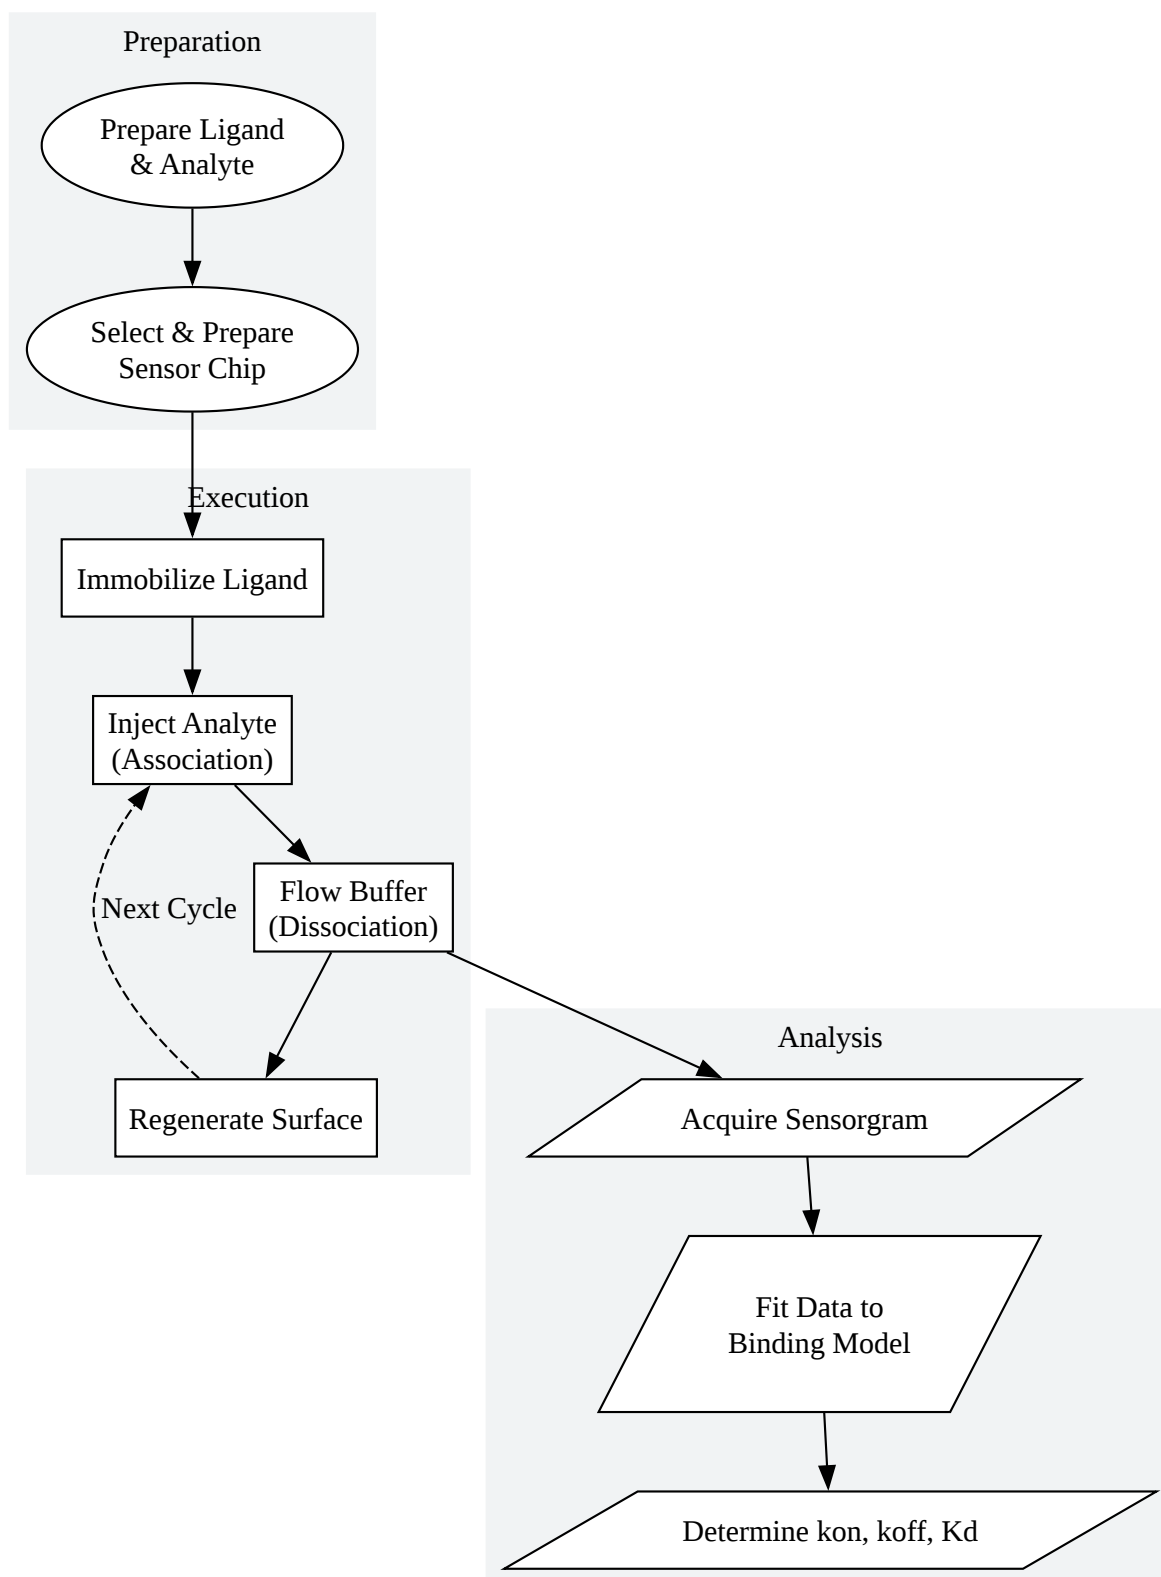 Preparation
Prepare Ligand
& Analyte
Select & Prepare
Sensor Chip
Execution
Immobilize Ligand
Inject Analyte
(Association)
Next Cycle
Flow Buffer
(Dissociation)
Regenerate Surface
Analysis
Acquire Sensorgram
Fit Data to
Binding Model
Determine kon, koff, Kd